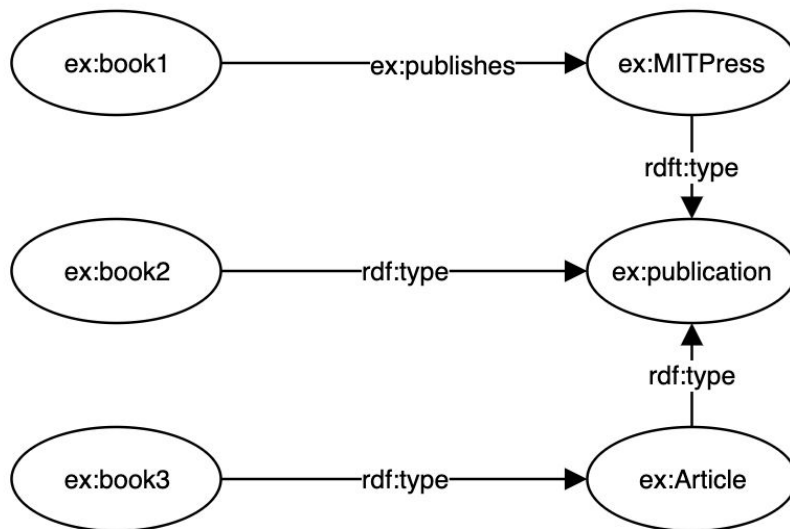 ex:book1
ex:publishes
ex:MITPress
rdft:type
ex:book2
rdf:type
ex:publication
rdf:type
ex:book3
rdf:type
ex:Article